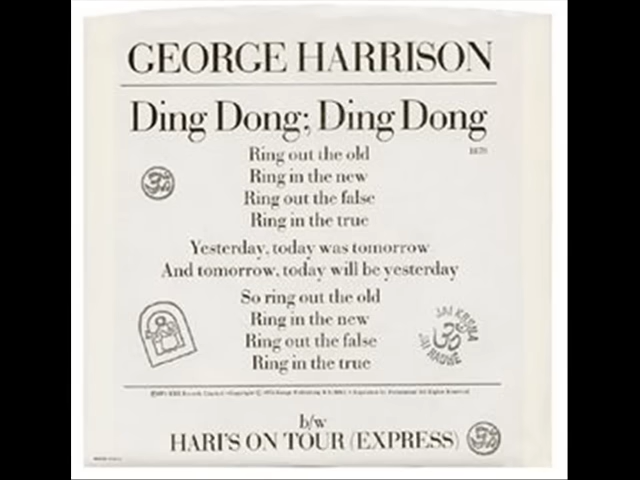 GEORGE HARRISON
Ding Dong; Ding Dong
1879
Ring out the old
Ring in the new
Ring out the false
Ring in the true
Yesterday, today was tomorrow
And tomorrow, today will be yesterday
So ring out the old
Ring in the new
Ring out the false
Ring in the true
b/w
HARI'S ON TOUR (EXPRESS)
JAI KRSNA
ॐ